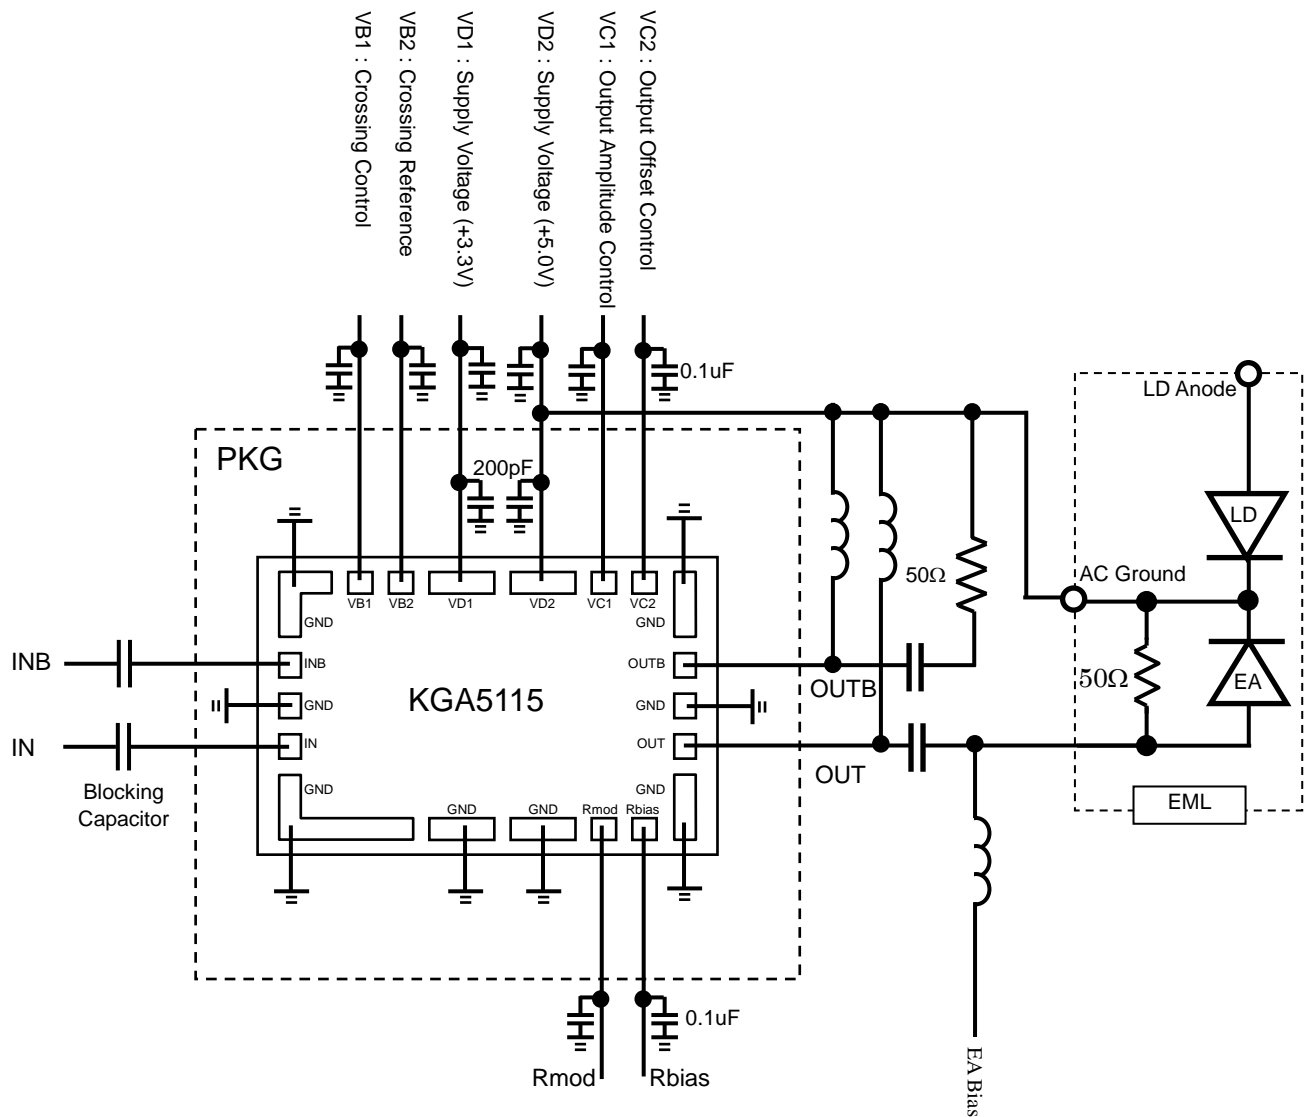 VB1 : Crossing Control
VB2 : Crossing Reference
VD1 : Supply Voltage (+3.3V)
VD2 : Supply Voltage (+5.0V)
VC1 : Output Amplitude Control
VC2 : Output Offset Control
0.1uF
LD Anode
PKG
200pF
LD
50Ω
AC Ground
VB1
VB2
VD1
VD2
VC1
VC2
GND
GND
INB
INB
OUTB
OUTB
50Ω
EA
GND
KGA5115
GND
IN
IN
OUT
OUT
Blocking
Capacitor
GND
GND
GND
GND
Rmod
Rbias
EML
0.1uF
Rmod
Rbias
EA Bias